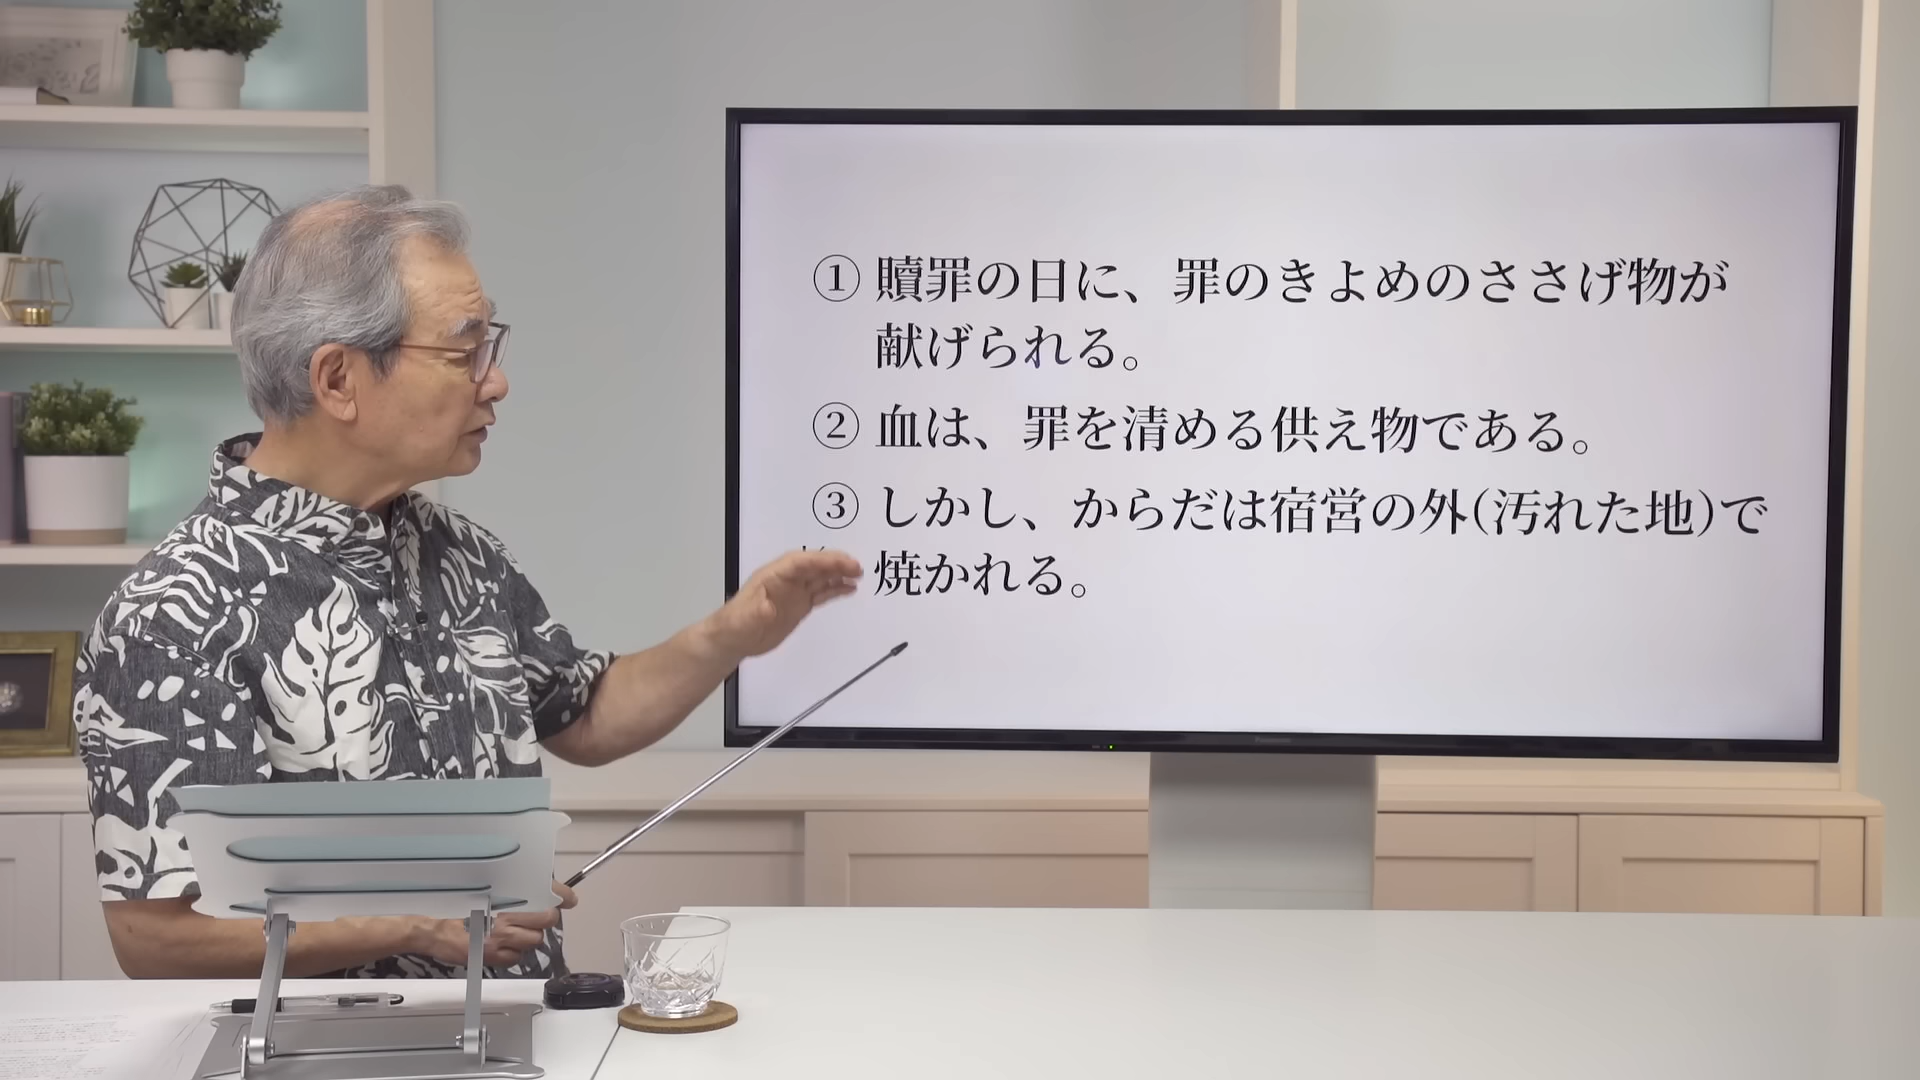 ① 贖罪の日に、罪のきよめのささげ物が
献げられる。
② 血は、罪を清める供え物である。
③ しかし、からだは宿営の外(汚れた地)で
焼かれる。